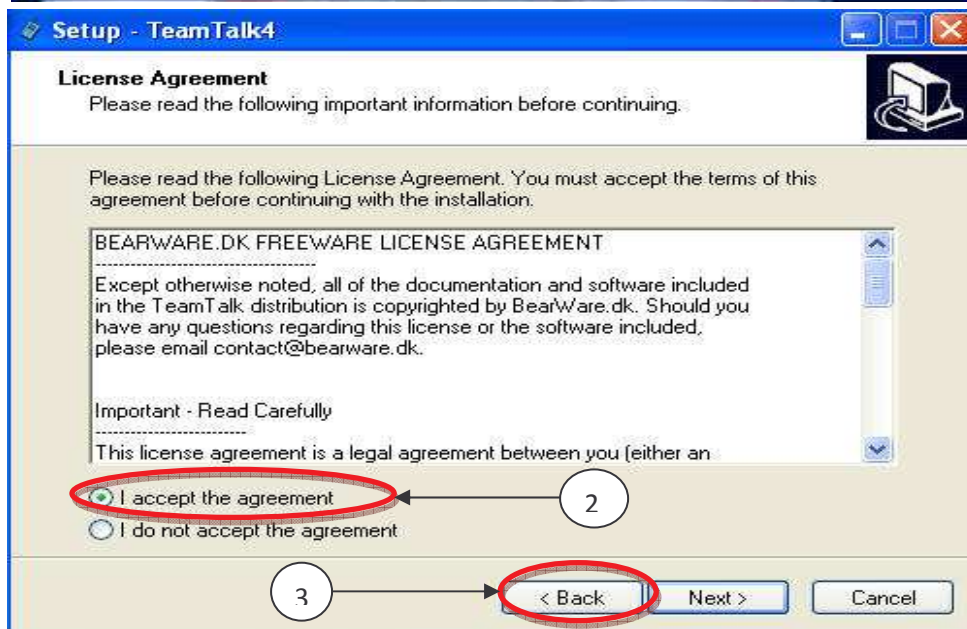 Setup - TeamTalk4
License Agreement
Please read the following important information before continuing.
Please read the following License Agreement. You must accept the terms of this
agreement before continuing with the installation.
BEARWARE.DK FREEWARE LICENSE AGREEMENT
--------------------------------
Except otherwise noted, all of the documentation and software included
in the TeamTalk distribution is copyrighted by BearWare.dk. Should you
have any questions regarding this license or the software included,
please email contact@bearware.dk.
Important - Read Carefully
-------------------------
This license agreement is a legal agreement between you (either an
I accept the agreement
2
I do not accept the agreement
3
< Back
Next >
Cancel